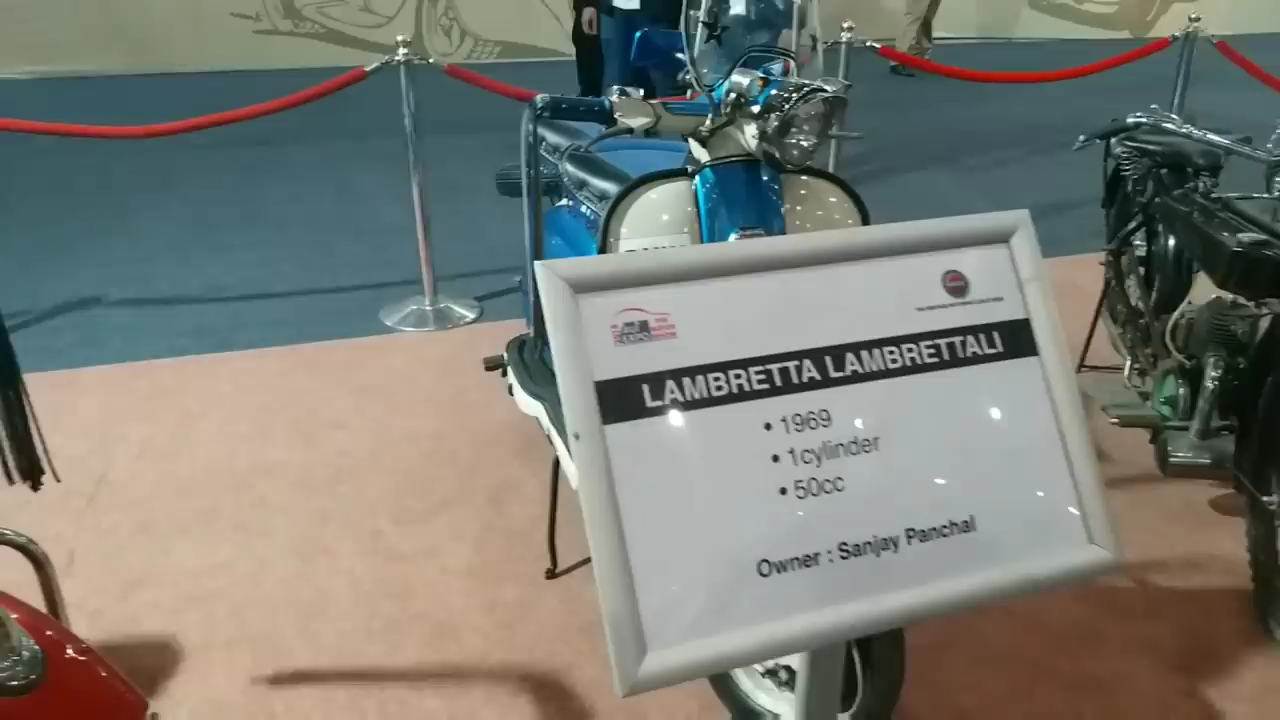 LAMBRETTA LAMBRETTALI
• 1969
• 1cylinder
• 50cc
Owner : Sanjay Panchal